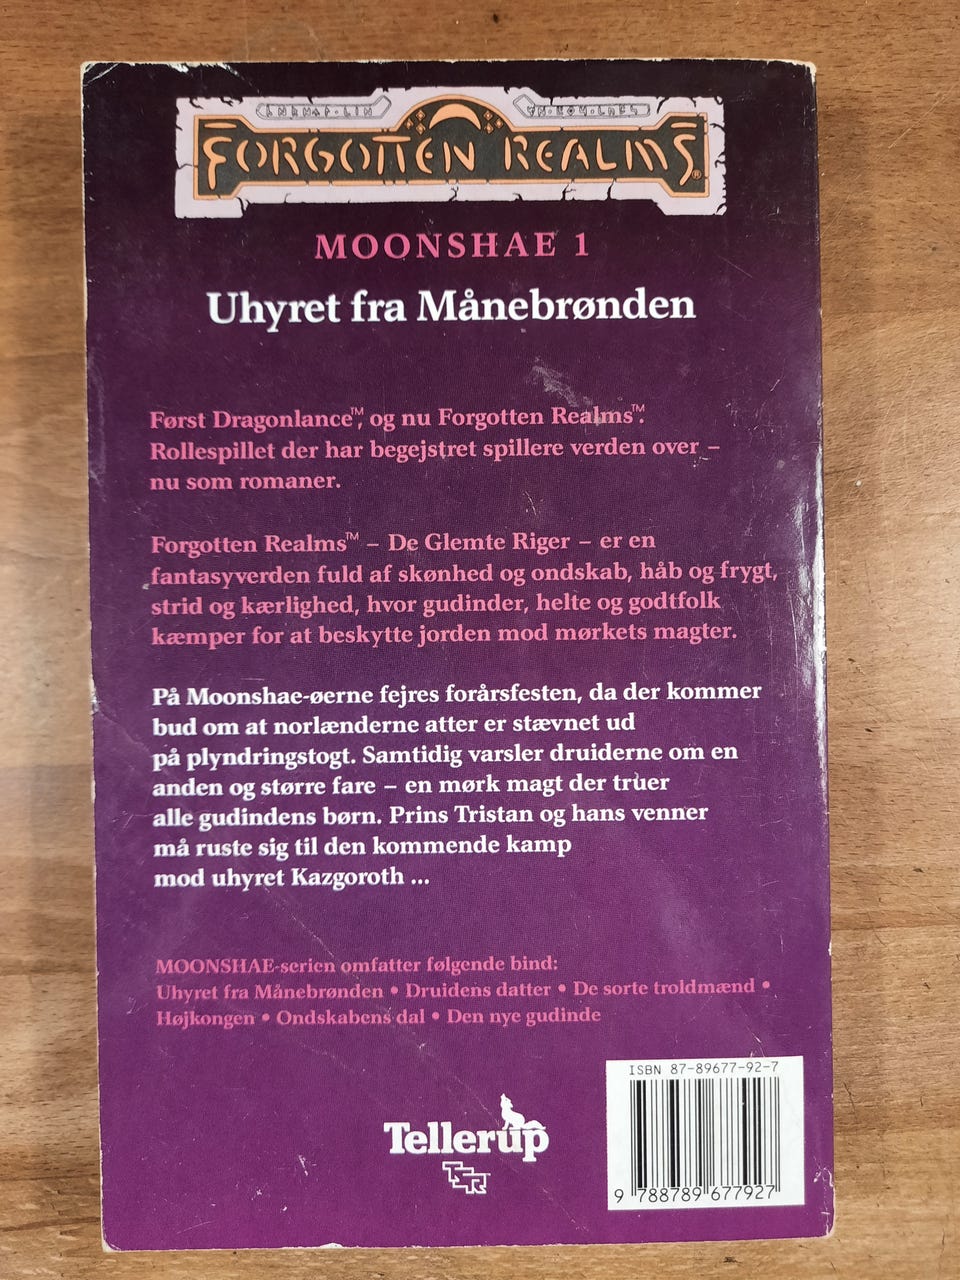 FORGOTTEN REALMS®
MOONSHAE 1
Uhyret fra Månebrønden
Først Dragonlance™, og nu Forgotten Realms™.
Rollespillet der har begejstret spillere verden over –
nu som romaner.
Forgotten Realms™ – De Glemte Riger – er en
fantasyverden fuld af skønhed og ondskab, håb og frygt,
strid og kærlighed, hvor gudinder, helte og godtfolk
kæmper for at beskytte jorden mod mørkets magter.
På Moonshae-øerne fejres forårsfesten, da der kommer
bud om at norlænderne atter er stævnet ud
på plyndringstogt. Samtidig varsler druiderne om en
anden og større fare – en mørk magt der truer
alle gudindens børn. Prins Tristan og hans venner
må ruste sig til den kommende kamp
mod uhyret Kazgoroth ...
MOONSHAE-serien omfatter følgende bind:
Uhyret fra Månebrønden • Druidens datter • De sorte troldmænd •
Højkongen • Ondskabens dal • Den nye gudinde
ISBN 87-89677-92-7
Tellerup
TSR
9 788789 677927